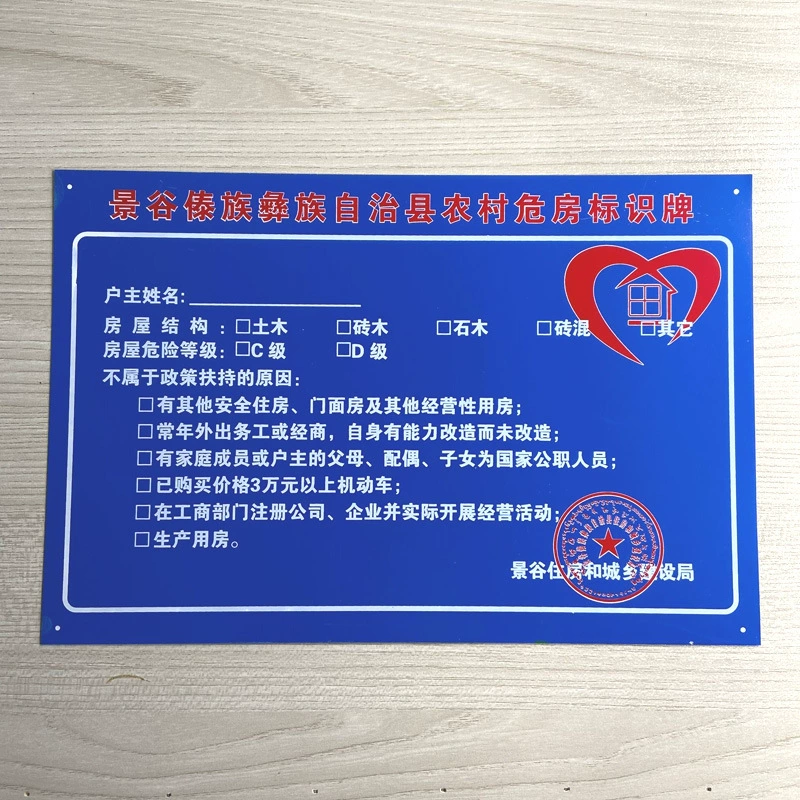 景谷傣族彝族自治县农村危房标识牌
户主姓名:
房屋结构:□土木 □砖木 □石木 □砖混 □其它
房屋危险等级:□C级 □D级
不属于政策扶持的原因:
□有其他安全住房、门面房及其他经营性用房;
□常年外出务工或经商,自身有能力改造而未改造;
□有家庭成员或户主的父母、配偶、子女为国家公职人员;
□已购买价格3万元以上机动车;
□在工商部门注册公司、企业并实际开展经营活动;
□生产用房。
景谷住房和城乡建设局